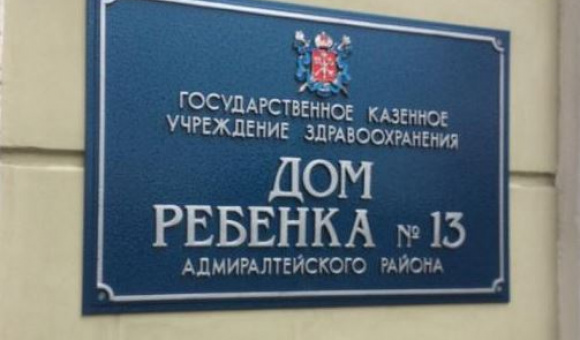 ГОСУДАРСТВЕННОЕ КАЗЕННОЕ
УЧРЕЖДЕНИЕ ЗДРАВООХРАНЕНИЯ
ДОМ
РЕБЕНКА № 13
АДМИРАЛТЕЙСКОГО РАЙОНА